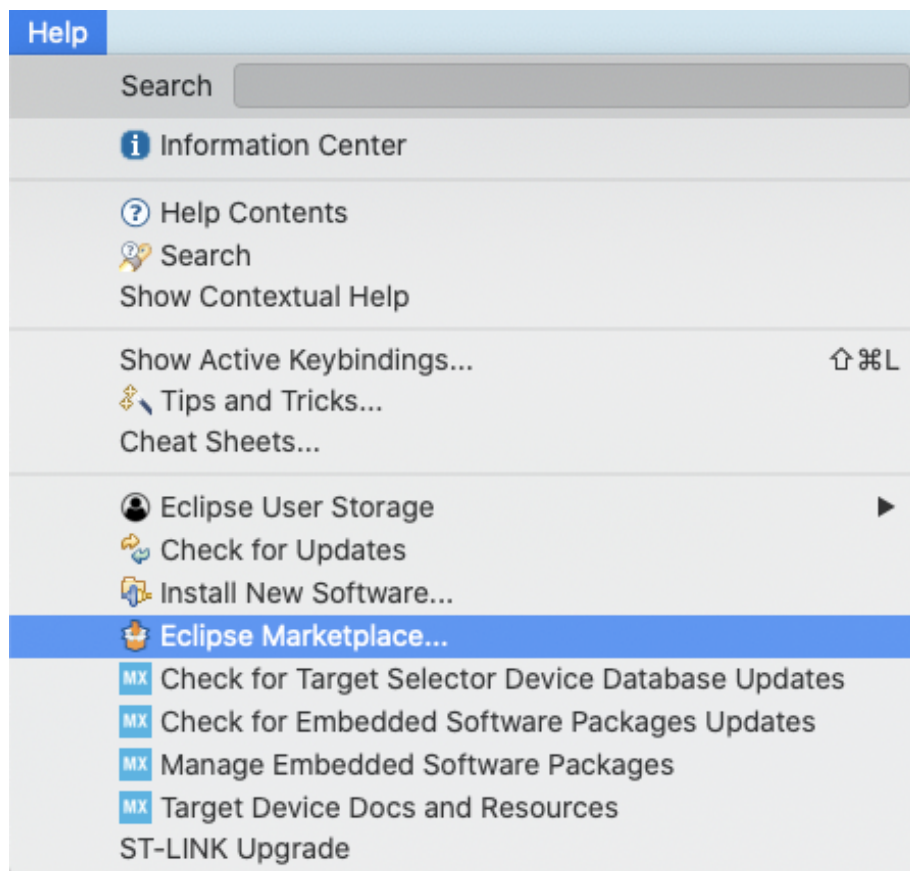 Help
Search
Information Center
Help Contents
Search
Show Contextual Help
Show Active Keybindings... ⇧⌘L
Tips and Tricks...
Cheat Sheets...
Eclipse User Storage
Check for Updates
Install New Software...
Eclipse Marketplace...
MX Check for Target Selector Device Database Updates
MX Check for Embedded Software Packages Updates
MX Manage Embedded Software Packages
MX Target Device Docs and Resources
ST-LINK Upgrade